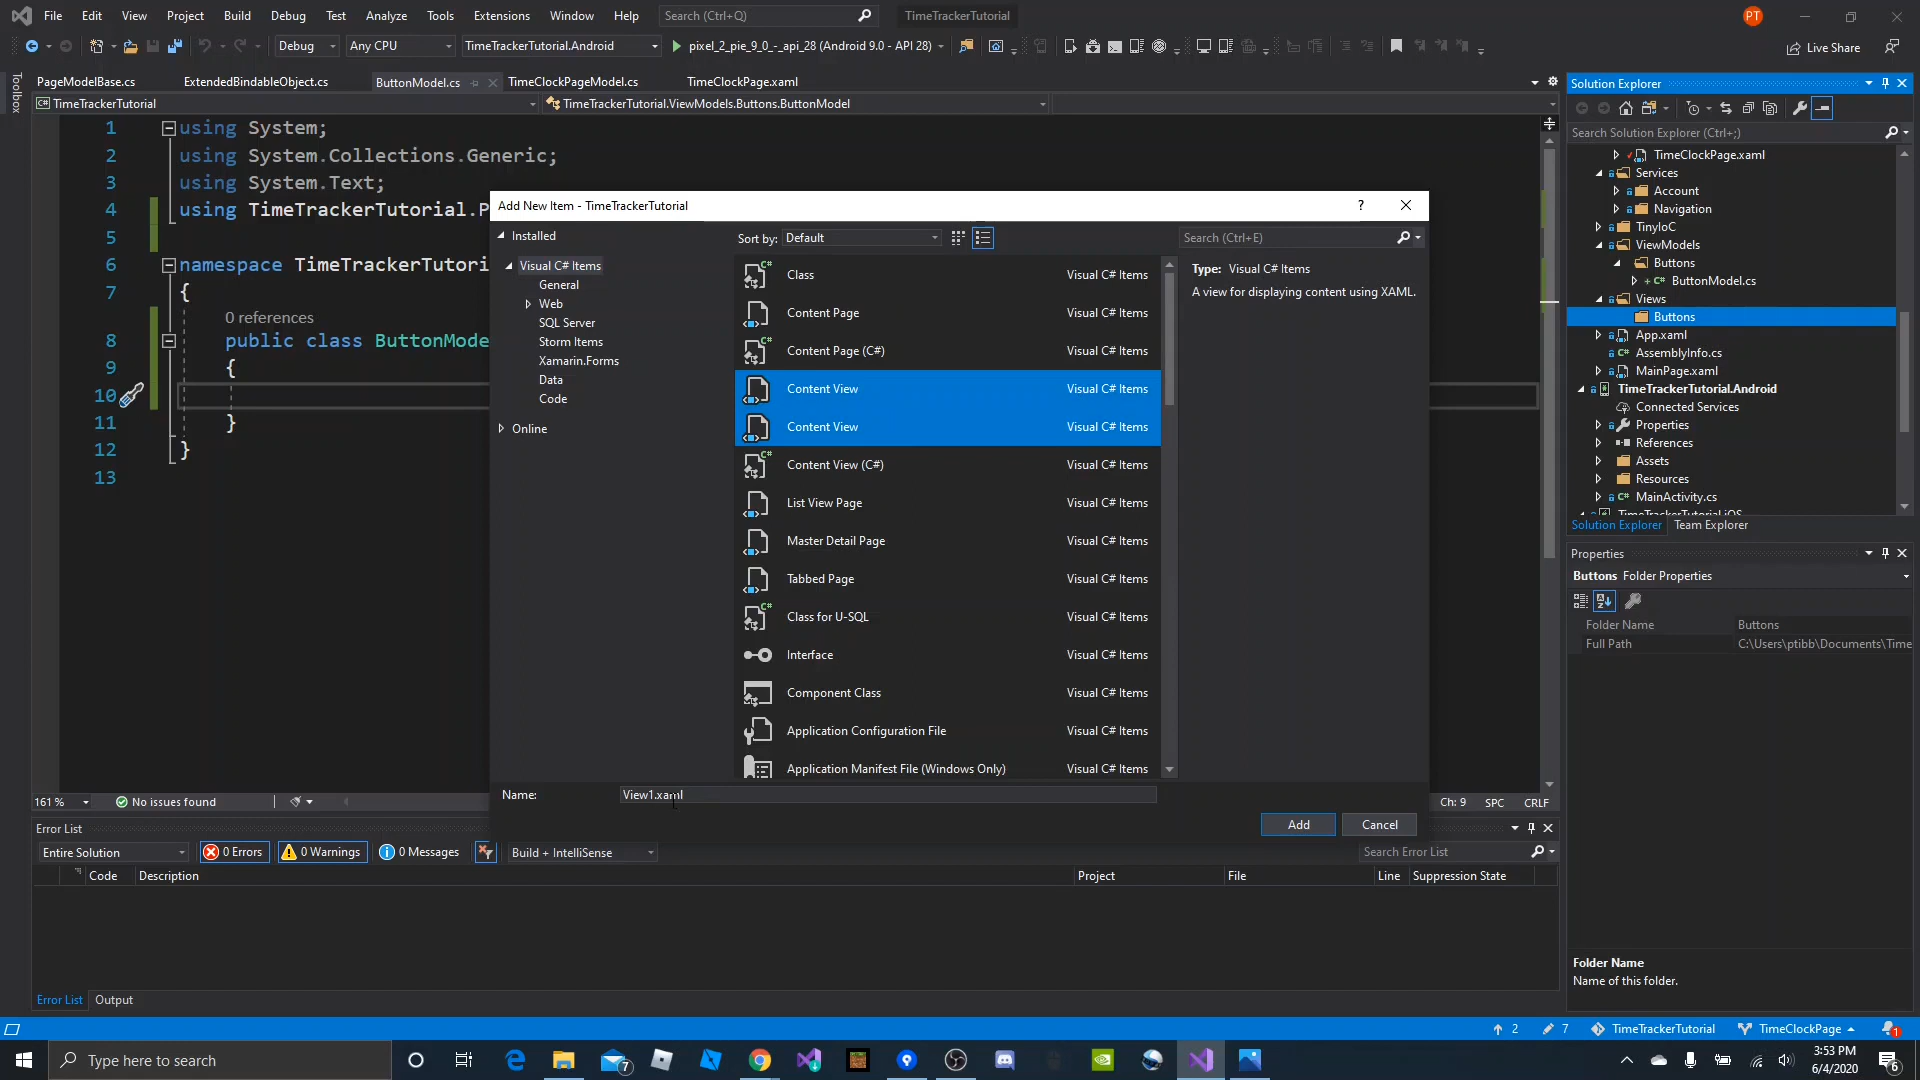 File Edit View Project Build Debug Test Analyze Tools Extensions Window Help Search (Ctrl+Q) TimeTrackerTutorial PT
Debug Any CPU TimeTrackerTutorial.Android pixel_2_pie_9_0_-_api_28 (Android 9.0 - API 28) Live Share
Toolbox
PageModelBase.cs ExtendedBindableObject.cs ButtonModel.cs TimeClockPageModel.cs TimeClockPage.xaml
C# TimeTrackerTutorial TimeTrackerTutorial.ViewModels.Buttons.ButtonModel
1 using System;
2 using System.Collections.Generic;
3 using System.Text;
4 using TimeTrackerTutorial.P
5
6 namespace TimeTrackerTutori
7 {
0 references
8 public class ButtonMode
9 {
10
11 }
12 }
13
161 % No issues found Ch: 9 SPC CRLF
Add New Item - TimeTrackerTutorial ?
Installed
Visual C# Items
General
Web
SQL Server
Storm Items
Xamarin.Forms
Data
Code
Online
Sort by: Default
Class Visual C# Items
Content Page Visual C# Items
Content Page (C#) Visual C# Items
Content View Visual C# Items
Content View Visual C# Items
Content View (C#) Visual C# Items
List View Page Visual C# Items
Master Detail Page Visual C# Items
Tabbed Page Visual C# Items
Class for U-SQL Visual C# Items
Interface Visual C# Items
Component Class Visual C# Items
Application Configuration File Visual C# Items
Application Manifest File (Windows Only) Visual C# Items
Search (Ctrl+E)
Type: Visual C# Items
A view for displaying content using XAML.
Name: View1.xaml
Add Cancel
Solution Explorer
Search Solution Explorer (Ctrl+;)
TimeClockPage.xaml
Services
Account
Navigation
TinyIoC
ViewModels
Buttons
+ C# ButtonModel.cs
Views
Buttons
App.xaml
C# AssemblyInfo.cs
MainPage.xaml
TimeTrackerTutorial.Android
Connected Services
Properties
References
Assets
Resources
C# MainActivity.cs
TimeTrackerTutorial.iOS
Solution Explorer Team Explorer
Properties
Buttons Folder Properties
Folder Name Buttons
Full Path C:\Users\ptibb\Documents\Time
Folder Name
Name of this folder.
Error List
Entire Solution 0 Errors 0 Warnings 0 Messages Build + IntelliSense Search Error List
Code Description Project File Line Suppression State
Error List Output
2 7 TimeTrackerTutorial TimeClockPage 1
Type here to search 7
3:53 PM
6/4/2020
6